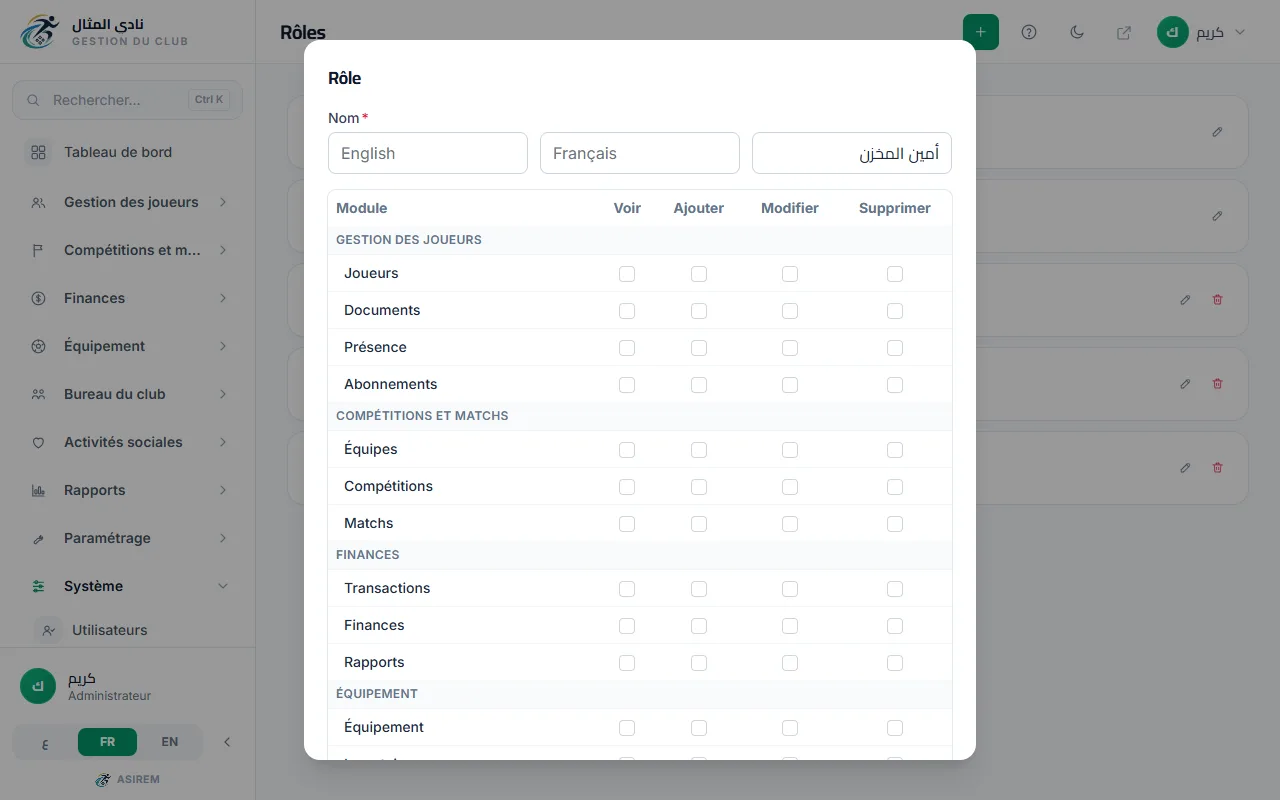 نادي المثال
GESTION DU CLUB
Rechercher...
Ctrl K
Tableau de bord
Gestion des joueurs
Compétitions et m...
Finances
Équipement
Bureau du club
Activités sociales
Rapports
Paramétrage
Système
Utilisateurs
ك
كريم
Administrateur
ع
FR
EN
ASIREM
Rôles
ك
كريم
Rôle
Nom *
English
Français
أمين المخزن
Module Voir Ajouter Modifier Supprimer
GESTION DES JOUEURS
Joueurs
Documents
Présence
Abonnements
COMPÉTITIONS ET MATCHS
Équipes
Compétitions
Matchs
FINANCES
Transactions
Finances
Rapports
ÉQUIPEMENT
Équipement